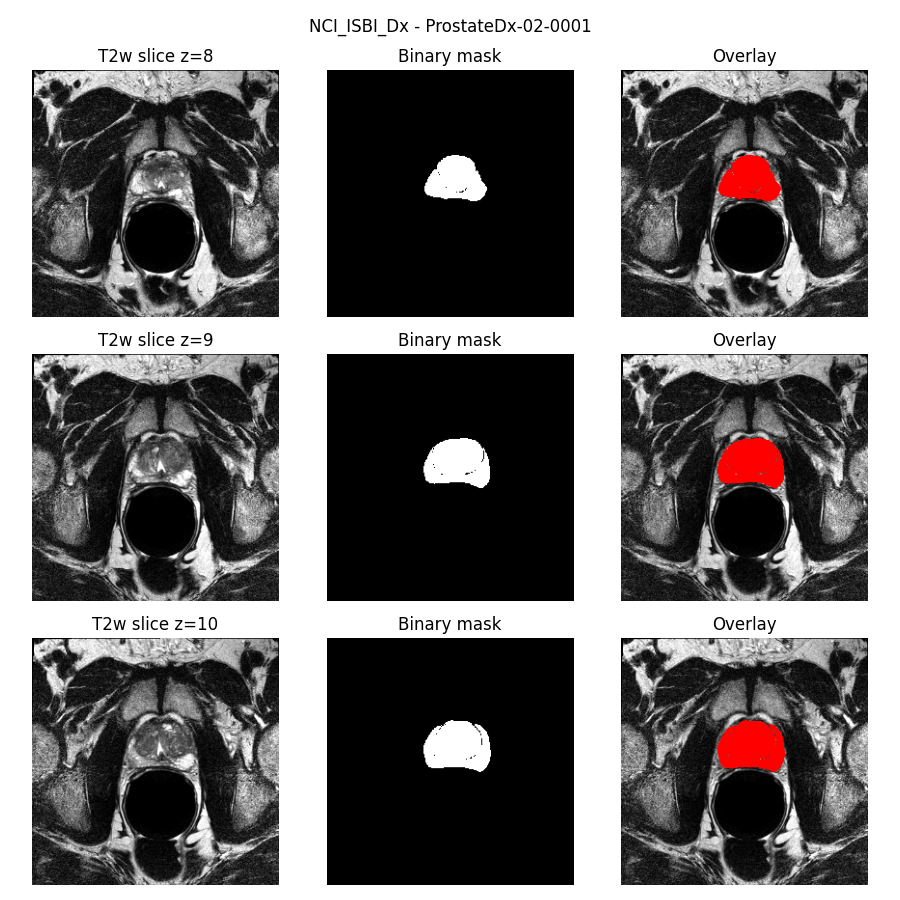 NCI_ISBI_Dx - ProstateDx-02-0001
T2w slice z=8
Binary mask
Overlay
T2w slice z=9
Binary mask
Overlay
T2w slice z=10
Binary mask
Overlay